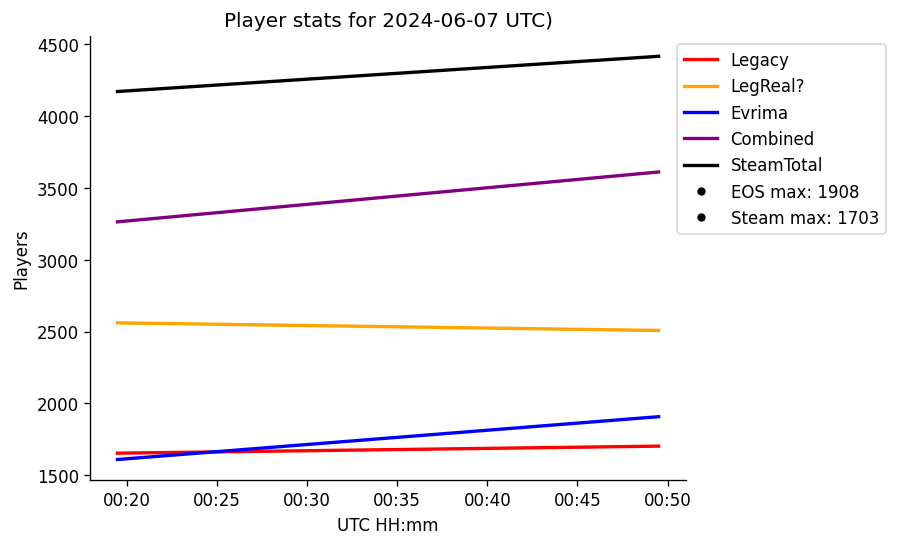 Player stats for 2024-06-07 UTC)
4500
4000
3500
3000
2500
2000
1500
Players
00:20 00:25 00:30 00:35 00:40 00:45 00:50
UTC HH:mm
Legacy
LegReal?
Evrima
Combined
SteamTotal
EOS max: 1908
Steam max: 1703